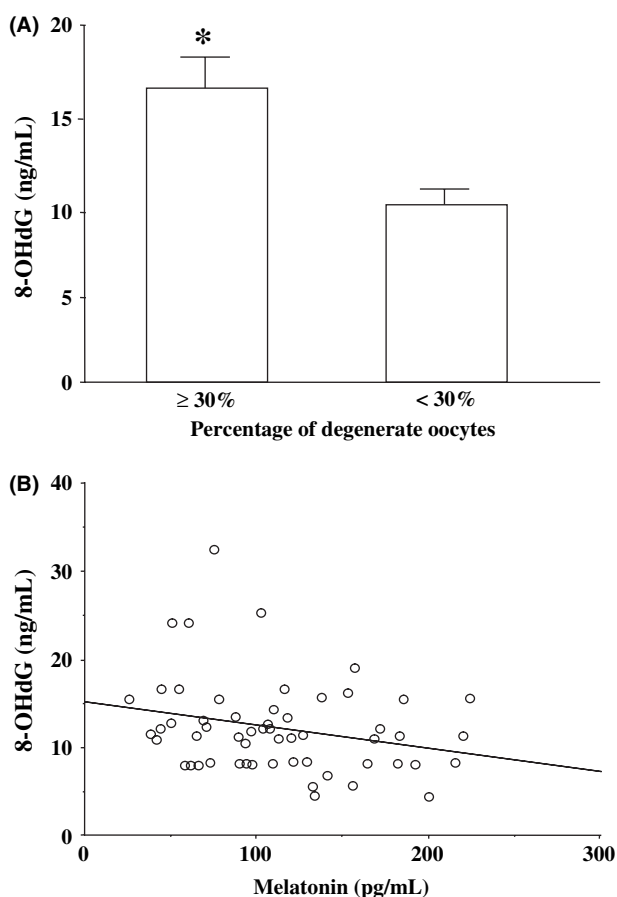 (A)
20
15
10
5
0
8-OHdG (ng/mL)
*
≥ 30%
< 30%
Percentage of degenerate oocytes
(B)
40
30
20
10
0
8-OHdG (ng/mL)
0 100 200 300
Melatonin (pg/mL)